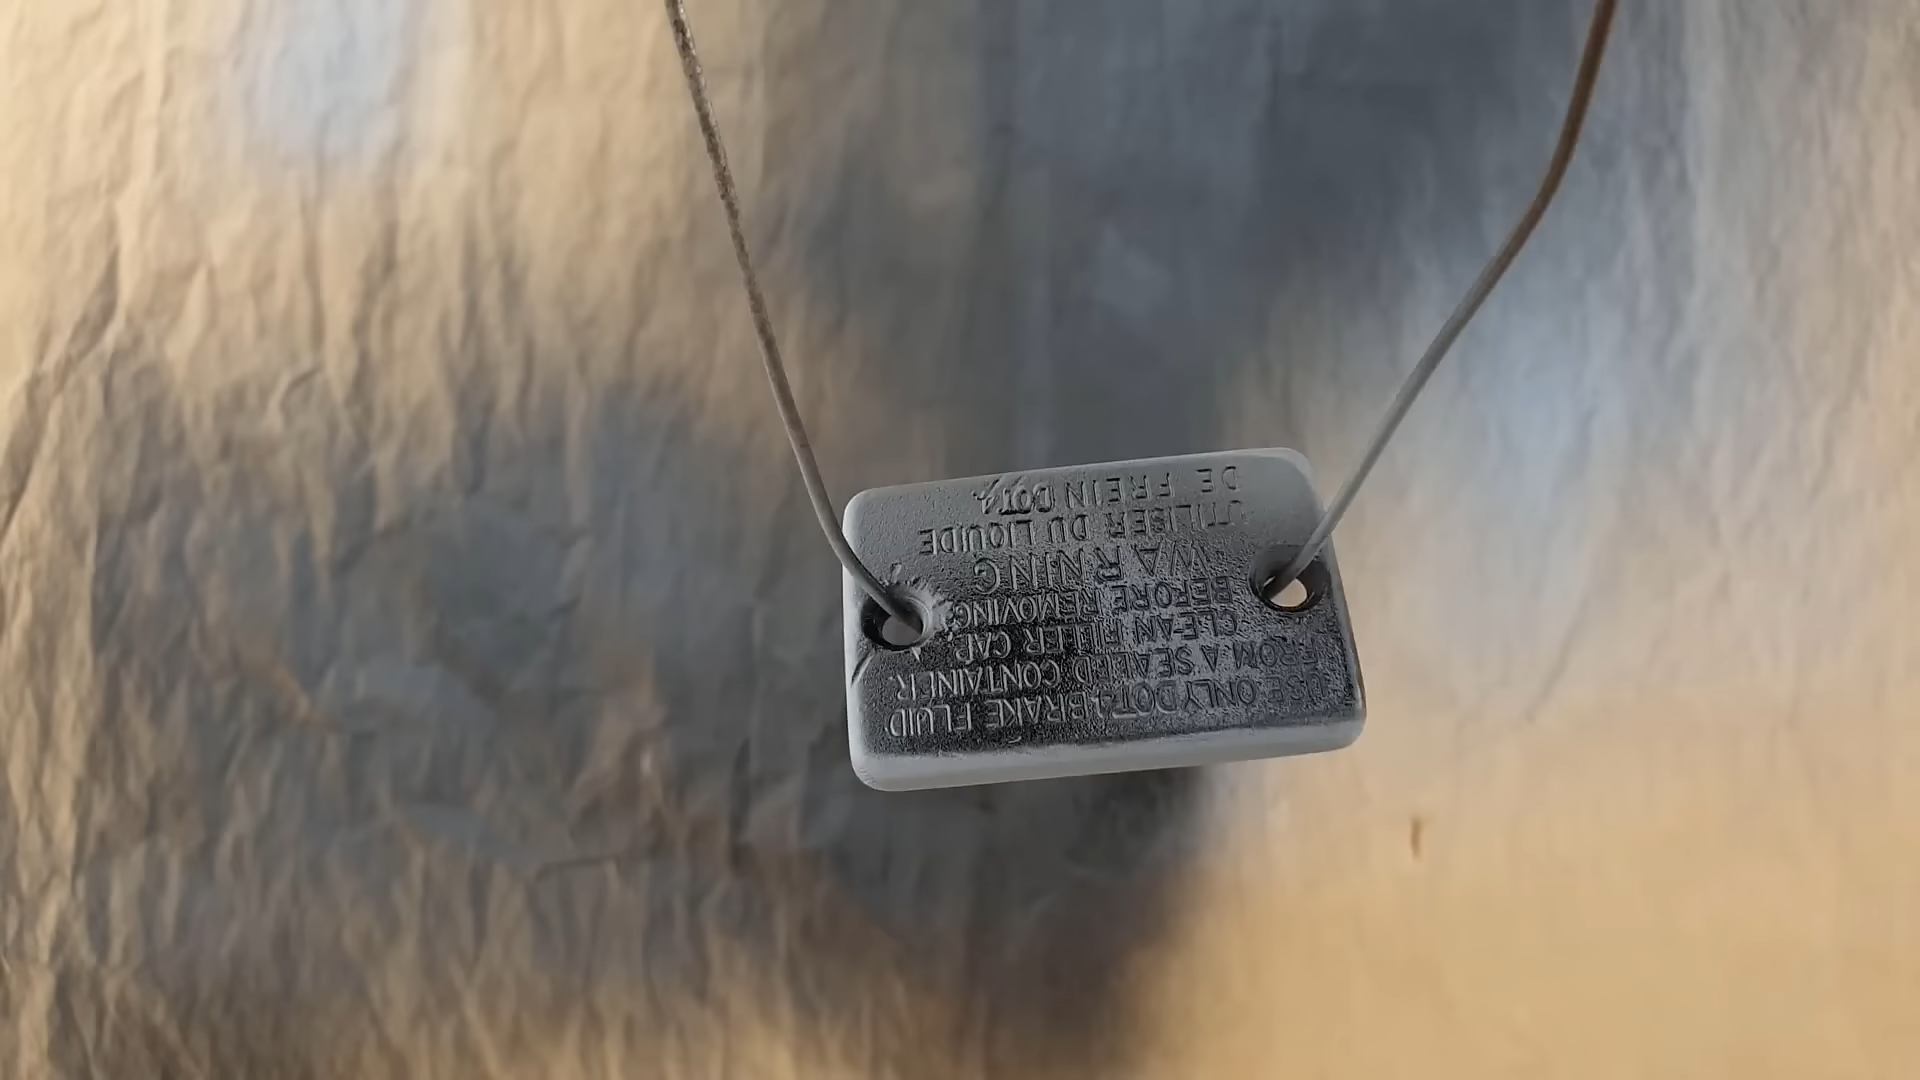 USE ONLY DOT4 BRAKE FLUID
FROM A SEALED CONTAINER.
CLEAN FILLER CAP
BEFORE REMOVING.
WARNING
UTILISER DU LIQUIDE
DE FREIN DOT4